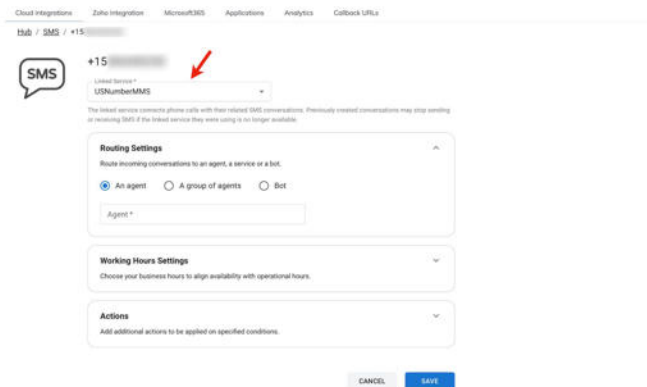 Cloud Integrations Zoho Integration Microsoft365 Applications Analytics Callback URLs
Hub / SMS / +15
SMS
+15
Linked Service *
USNumberMMS
The linked service connects phone calls with their related SMS conversations. Previously created conversations may stop sending
or receiving SMS if the linked service they were using is no longer available.
Routing Settings
Route incoming conversations to an agent, a service or a bot.
An agent A group of agents Bot
Agent *
Working Hours Settings
Choose your business hours to align availability with operational hours.
Actions
Add additional actions to be applied on specified conditions.
CANCEL SAVE